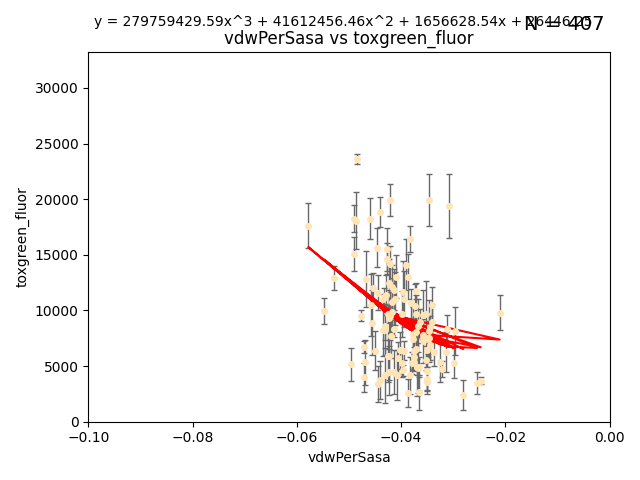 y = 279759429.59x^3 + 41612456.46x^2 + 1656628.54x + 26446.25
N = 407
vdwPerSasa vs toxgreen_fluor
30000
25000
20000
15000
10000
5000
0
toxgreen_fluor
−0.10 −0.08 −0.06 −0.04 −0.02 0.00
vdwPerSasa